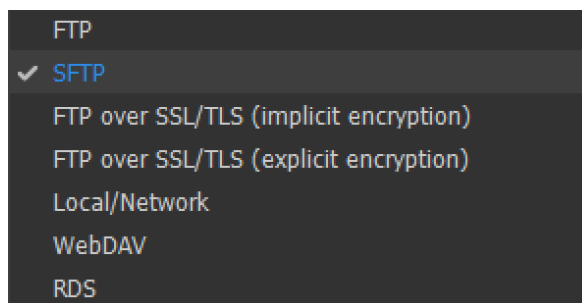 FTP
SFTP
FTP over SSL/TLS (implicit encryption)
FTP over SSL/TLS (explicit encryption)
Local/Network
WebDAV
RDS